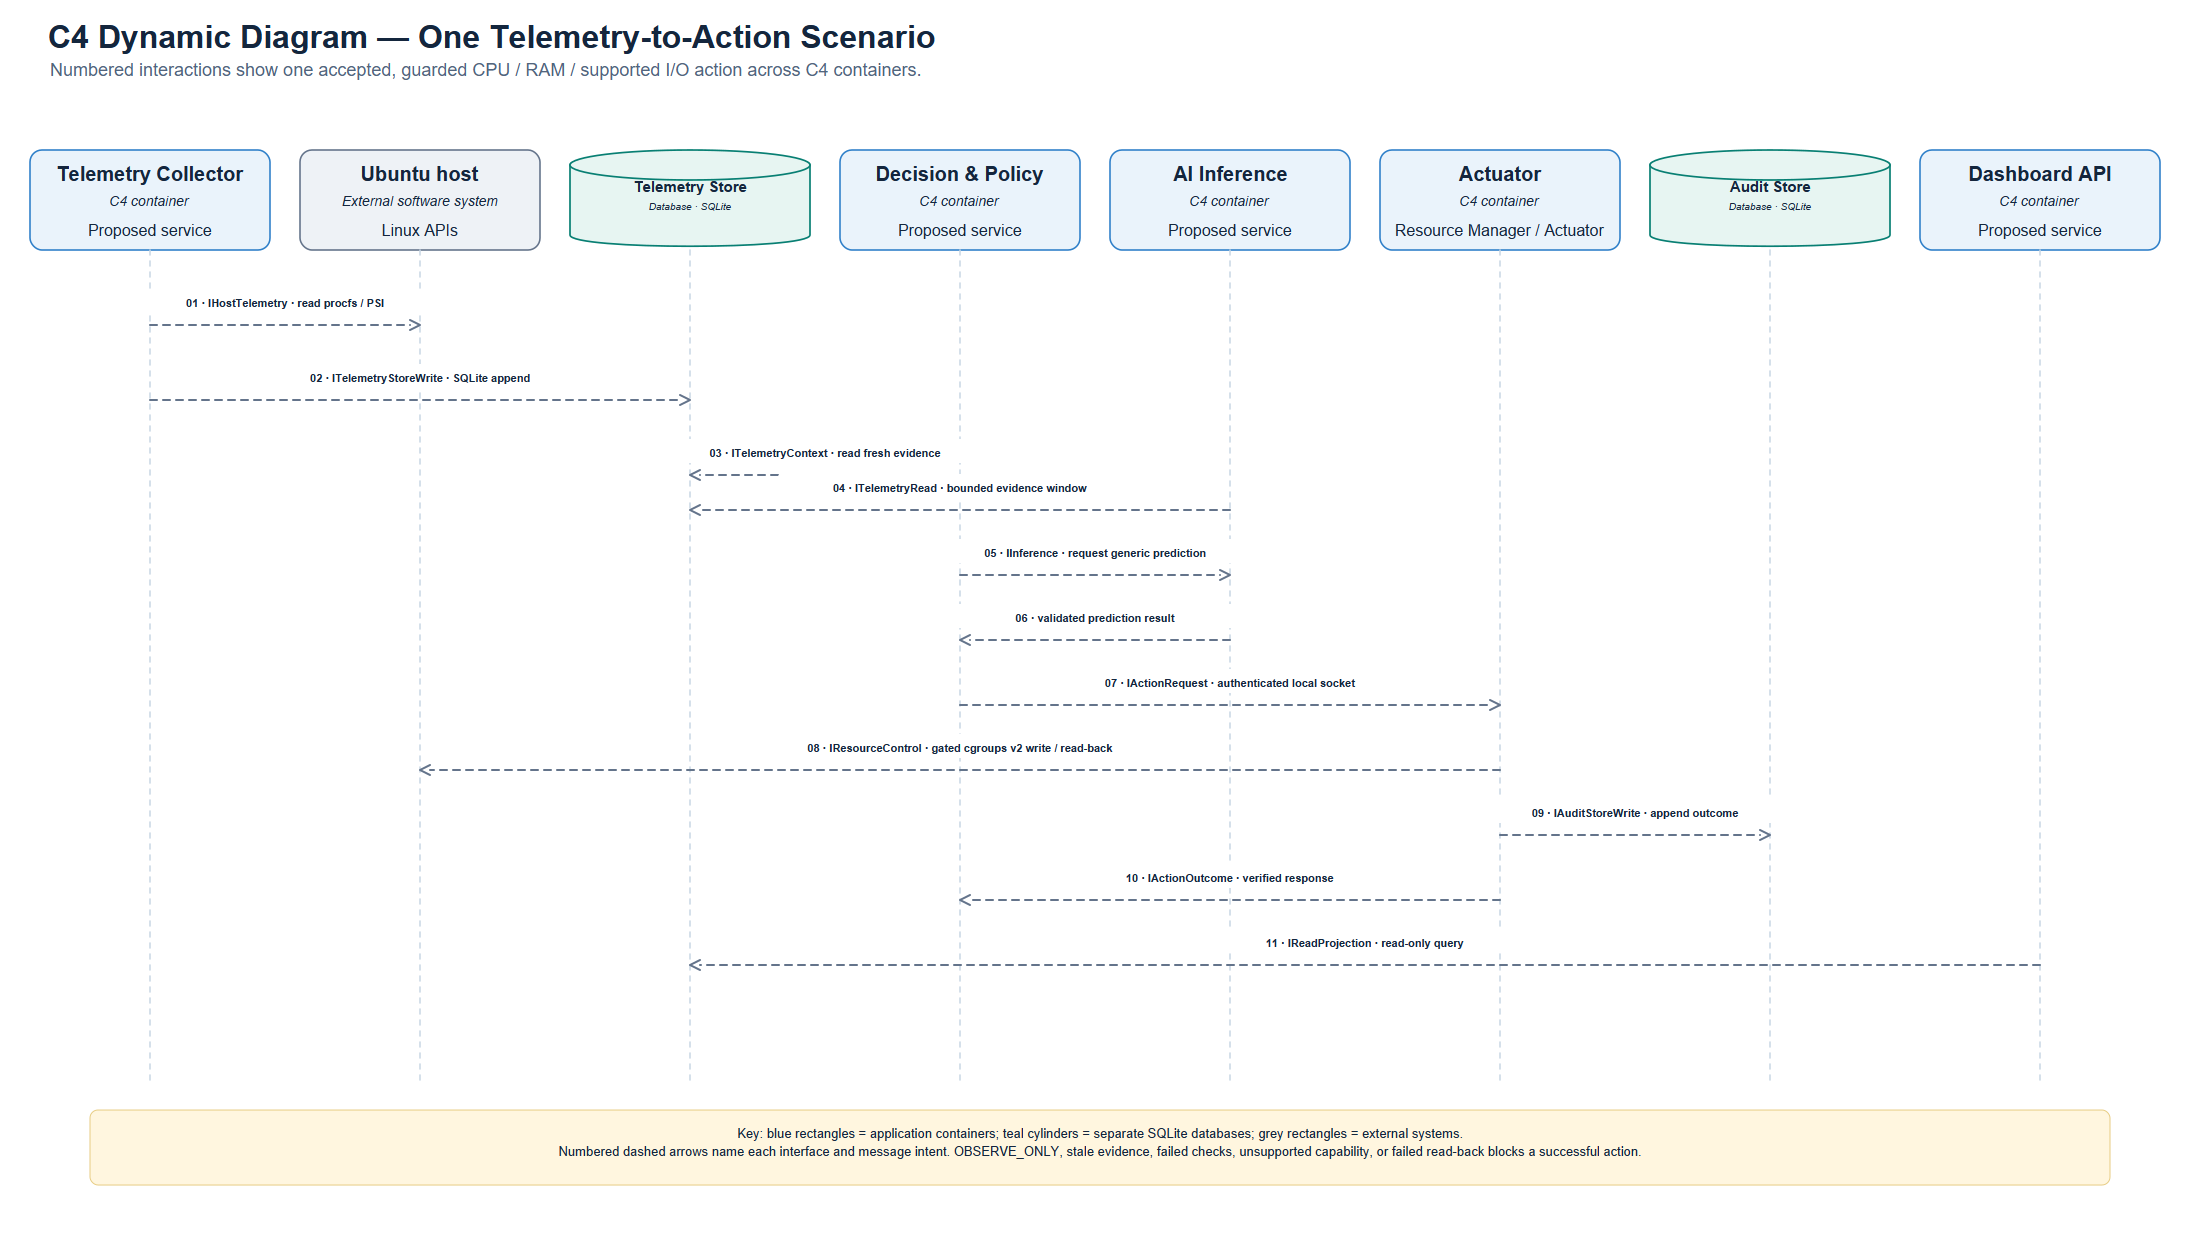 C4 Dynamic Diagram — One Telemetry-to-Action Scenario
Numbered interactions show one accepted, guarded CPU / RAM / supported I/O action across C4 containers.
Telemetry Collector
C4 container
Proposed service
Ubuntu host
External software system
Linux APIs
Telemetry Store
Database · SQLite
Decision & Policy
C4 container
Proposed service
AI Inference
C4 container
Proposed service
Actuator
C4 container
Resource Manager / Actuator
Audit Store
Database · SQLite
Dashboard API
C4 container
Proposed service
01 · IHostTelemetry · read procfs / PSI
02 · ITelemetryStoreWrite · SQLite append
03 · ITelemetryContext · read fresh evidence
04 · ITelemetryRead · bounded evidence window
05 · IInference · request generic prediction
06 · validated prediction result
07 · IActionRequest · authenticated local socket
08 · IResourceControl · gated cgroups v2 write / read-back
09 · IAuditStoreWrite · append outcome
10 · IActionOutcome · verified response
11 · IReadProjection · read-only query
Key: blue rectangles = application containers; teal cylinders = separate SQLite databases; grey rectangles = external systems.
Numbered dashed arrows name each interface and message intent. OBSERVE_ONLY, stale evidence, failed checks, unsupported capability, or failed read-back blocks a successful action.